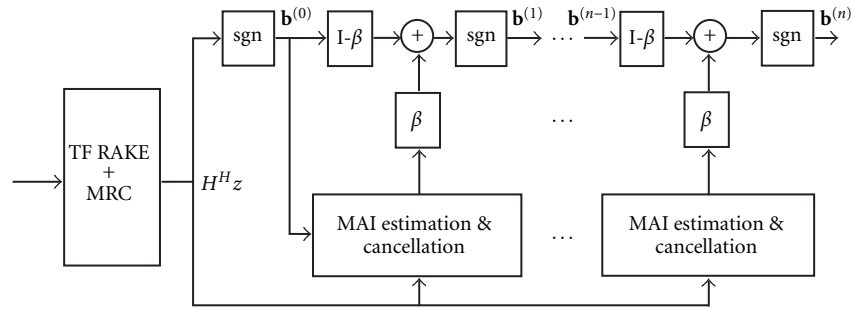 b^(0)
b^(1)
b^(n−1)
b^(n)
sgn
I-β
+
sgn
...
I-β
+
sgn
β
...
β
TF RAKE
+
MRC
H^H z
MAI estimation &
cancellation
...
MAI estimation &
cancellation